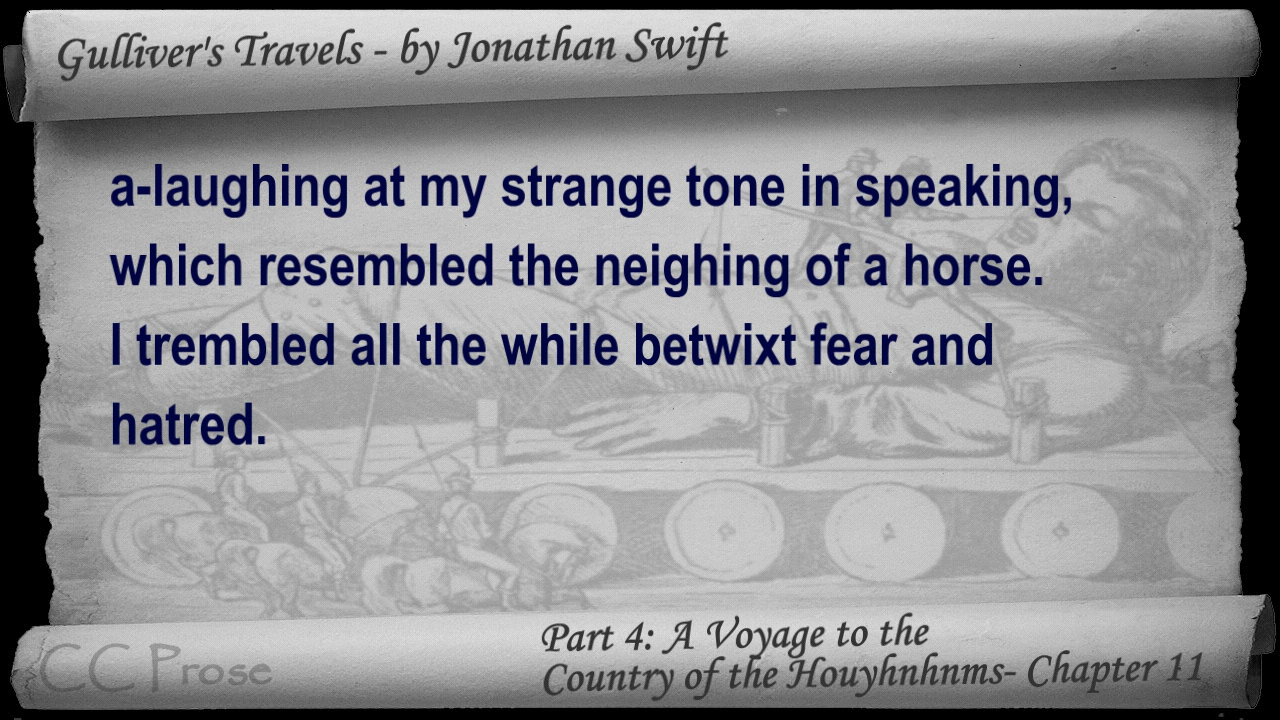 Gulliver's Travels - by Jonathan Swift
a-laughing at my strange tone in speaking,
which resembled the neighing of a horse.
I trembled all the while betwixt fear and
hatred.
Part 4: A Voyage to the
Country of the Houyhnhnms- Chapter 11
CC Prose